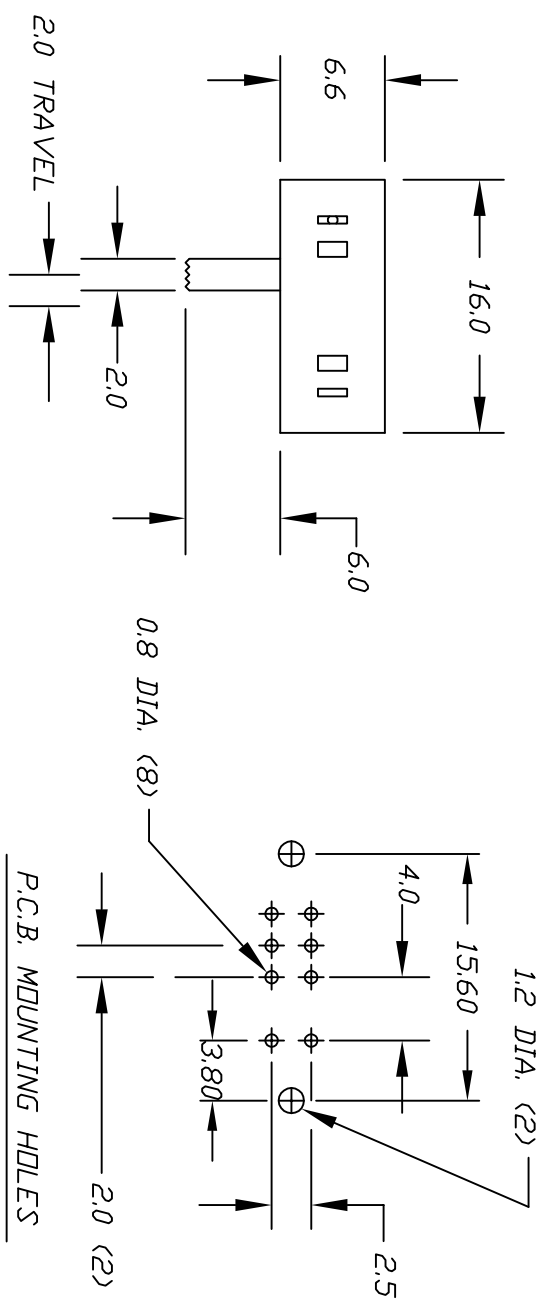 16.0
6.6
2.0 TRAVEL
2.0
6.0
1.2 DIA. (2)
15.60
4.0
2.5
0.8 DIA. (8)
3.80
2.0 (2)
P.C.B. MOUNTING HOLES